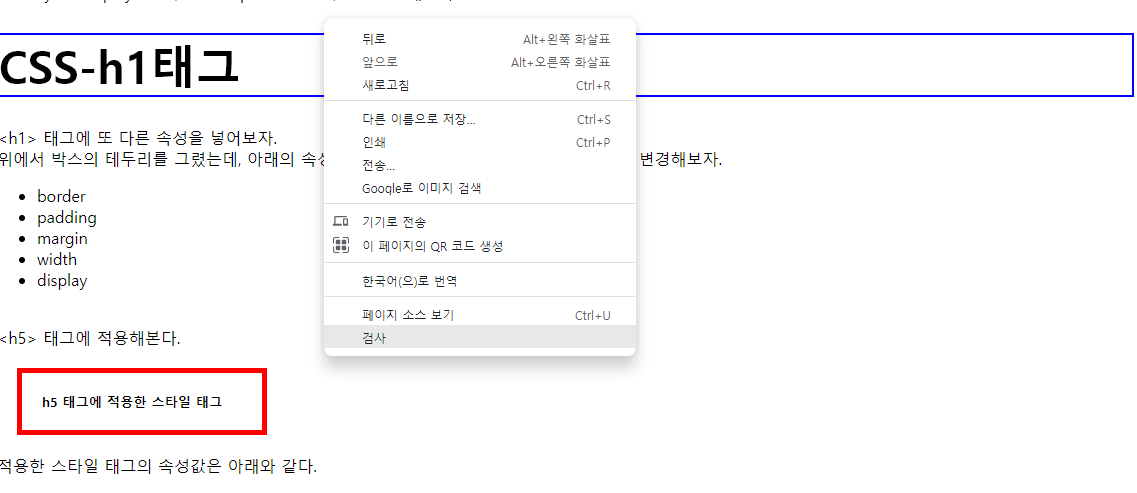 CSS-h1태그
<h1> 태그에 또 다른 속성을 넣어보자.
위에서 박스의 테두리를 그렸는데, 아래의 속성
변경해보자.
border
padding
margin
width
display
<h5> 태그에 적용해본다.
h5 태그에 적용한 스타일 태그
적용한 스타일 태그의 속성값은 아래와 같다.
뒤로 Alt+왼쪽 화살표
앞으로 Alt+오른쪽 화살표
새로고침 Ctrl+R
다른 이름으로 저장... Ctrl+S
인쇄 Ctrl+P
전송...
Google로 이미지 검색
기기로 전송
이 페이지의 QR 코드 생성
한국어(으)로 번역
페이지 소스 보기 Ctrl+U
검사